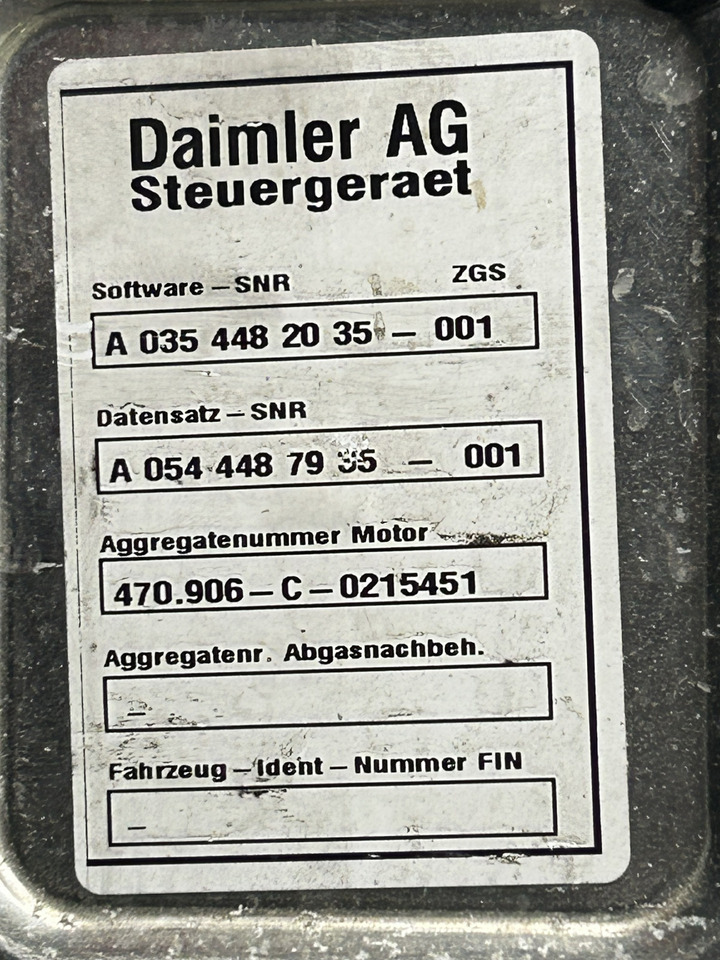 Daimler AG
Steuergeraet
Software – SNR ZGS
A 035 448 20 35 – 001
Datensatz – SNR
A 054 448 79 35 – 001
Aggregatenummer Motor
470.906 – C – 0215451
Aggregatenr. Abgasnachbeh.
–
Fahrzeug – Ident – Nummer FIN
–